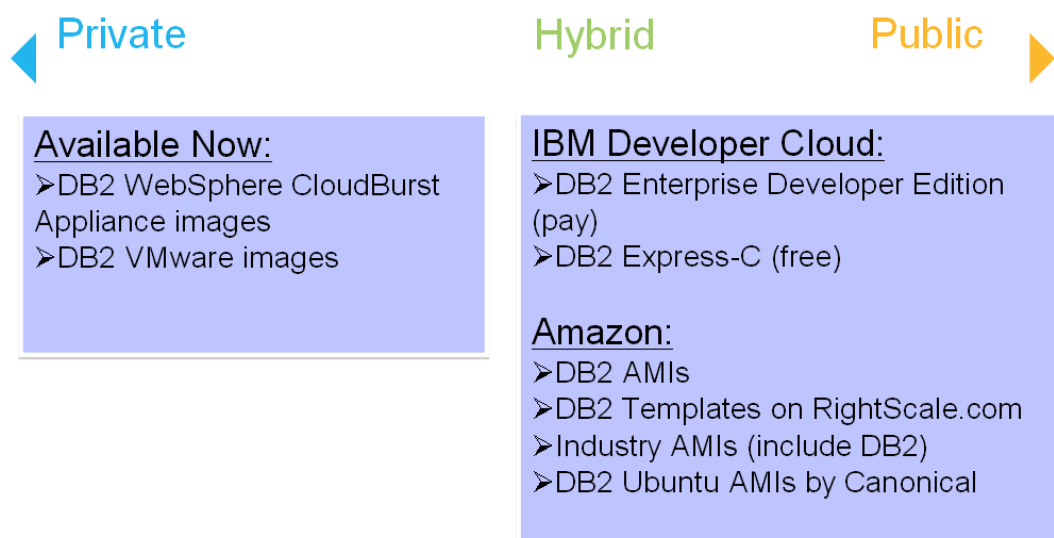 Private
Hybrid
Public
Available Now:
➢DB2 WebSphere CloudBurst
Appliance images
➢DB2 VMware images
IBM Developer Cloud:
➢DB2 Enterprise Developer Edition
(pay)
➢DB2 Express-C (free)
Amazon:
➢DB2 AMIs
➢DB2 Templates on RightScale.com
➢Industry AMIs (include DB2)
➢DB2 Ubuntu AMIs by Canonical